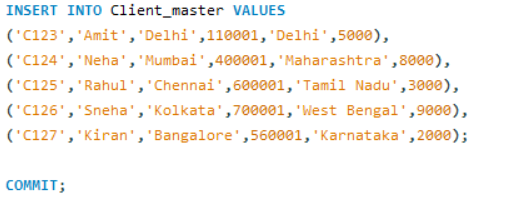 INSERT INTO Client_master VALUES
('C123','Amit','Delhi',110001,'Delhi',5000),
('C124','Neha','Mumbai',400001,'Maharashtra',8000),
('C125','Rahul','Chennai',600001,'Tamil Nadu',3000),
('C126','Sneha','Kolkata',700001,'West Bengal',9000),
('C127','Kiran','Bangalore',560001,'Karnataka',2000);
COMMIT;